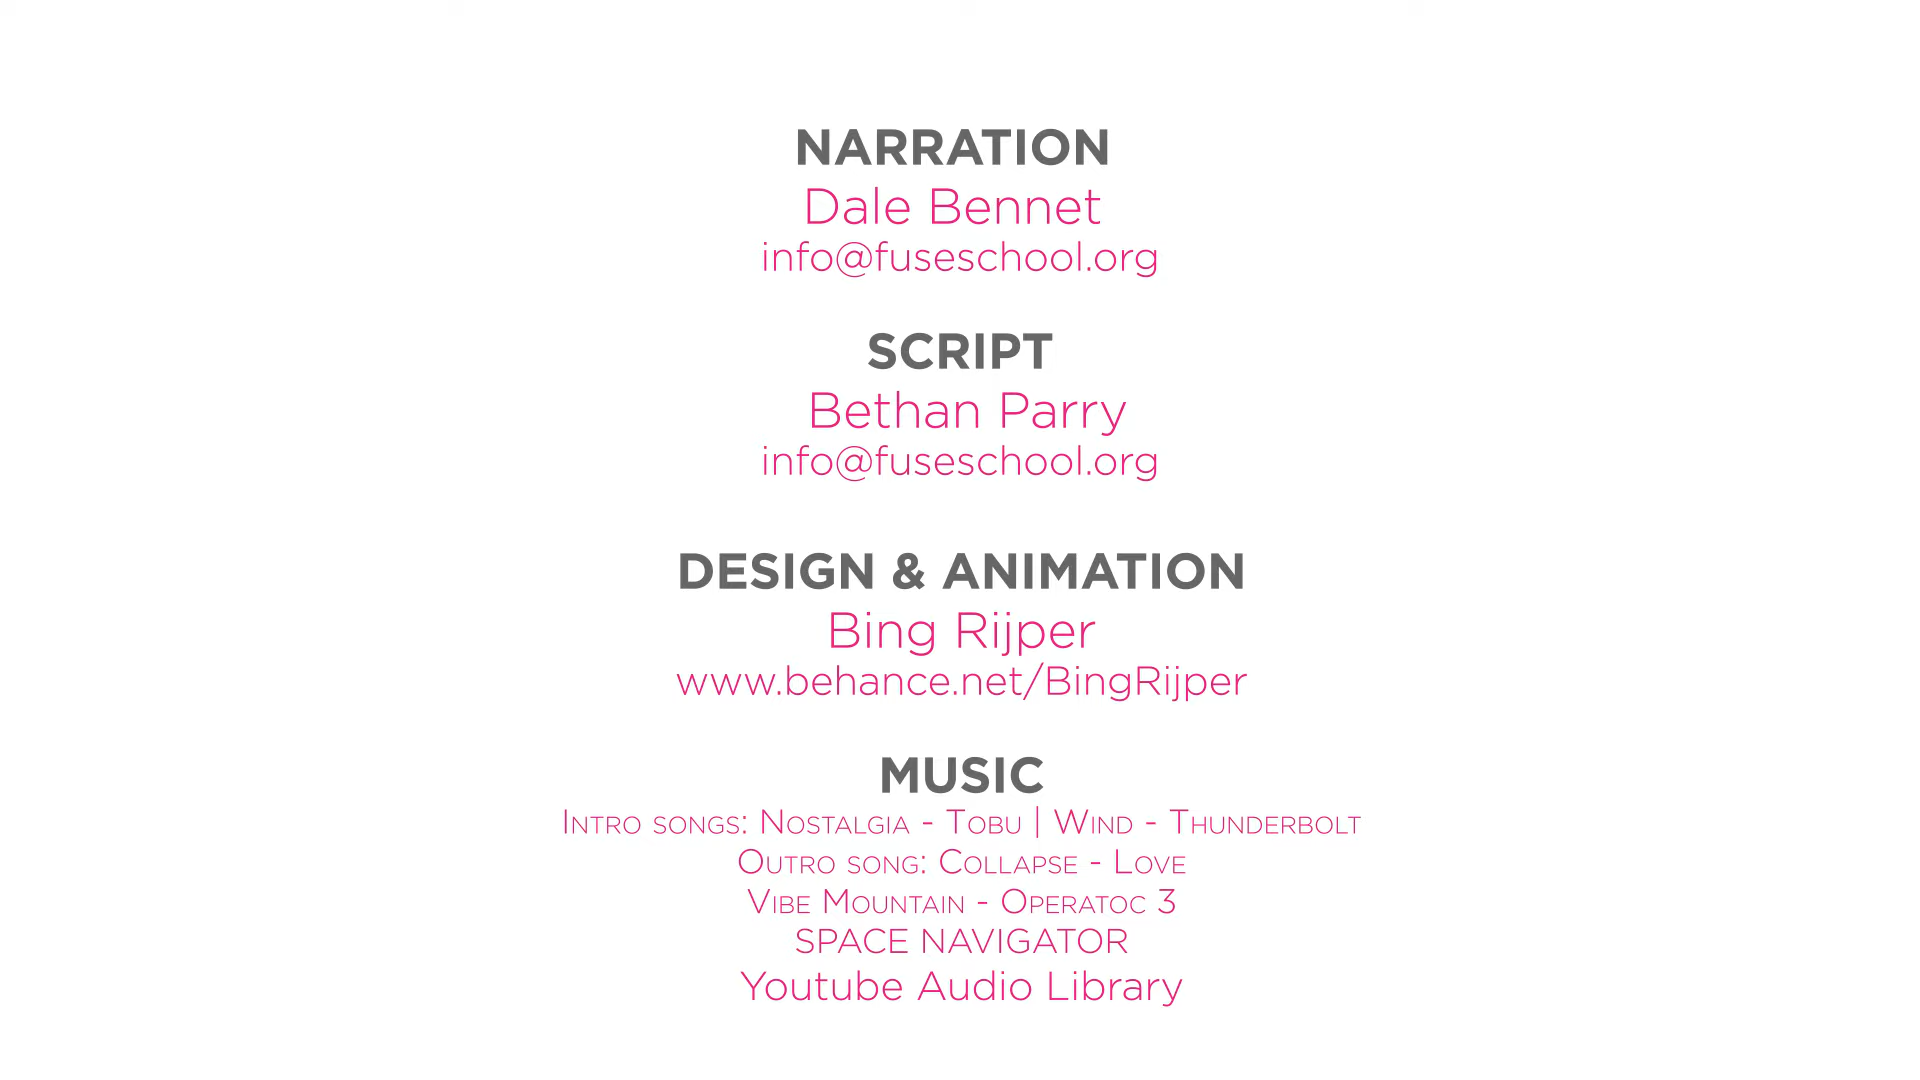 NARRATION
Dale Bennet
info@fuseschool.org
SCRIPT
Bethan Parry
info@fuseschool.org
DESIGN & ANIMATION
Bing Rijper
www.behance.net/BingRijper
MUSIC
Intro songs: Nostalgia - Tobu | Wind - Thunderbolt
Outro song: Collapse - Love
Vibe Mountain - Operatoc 3
SPACE NAVIGATOR
Youtube Audio Library